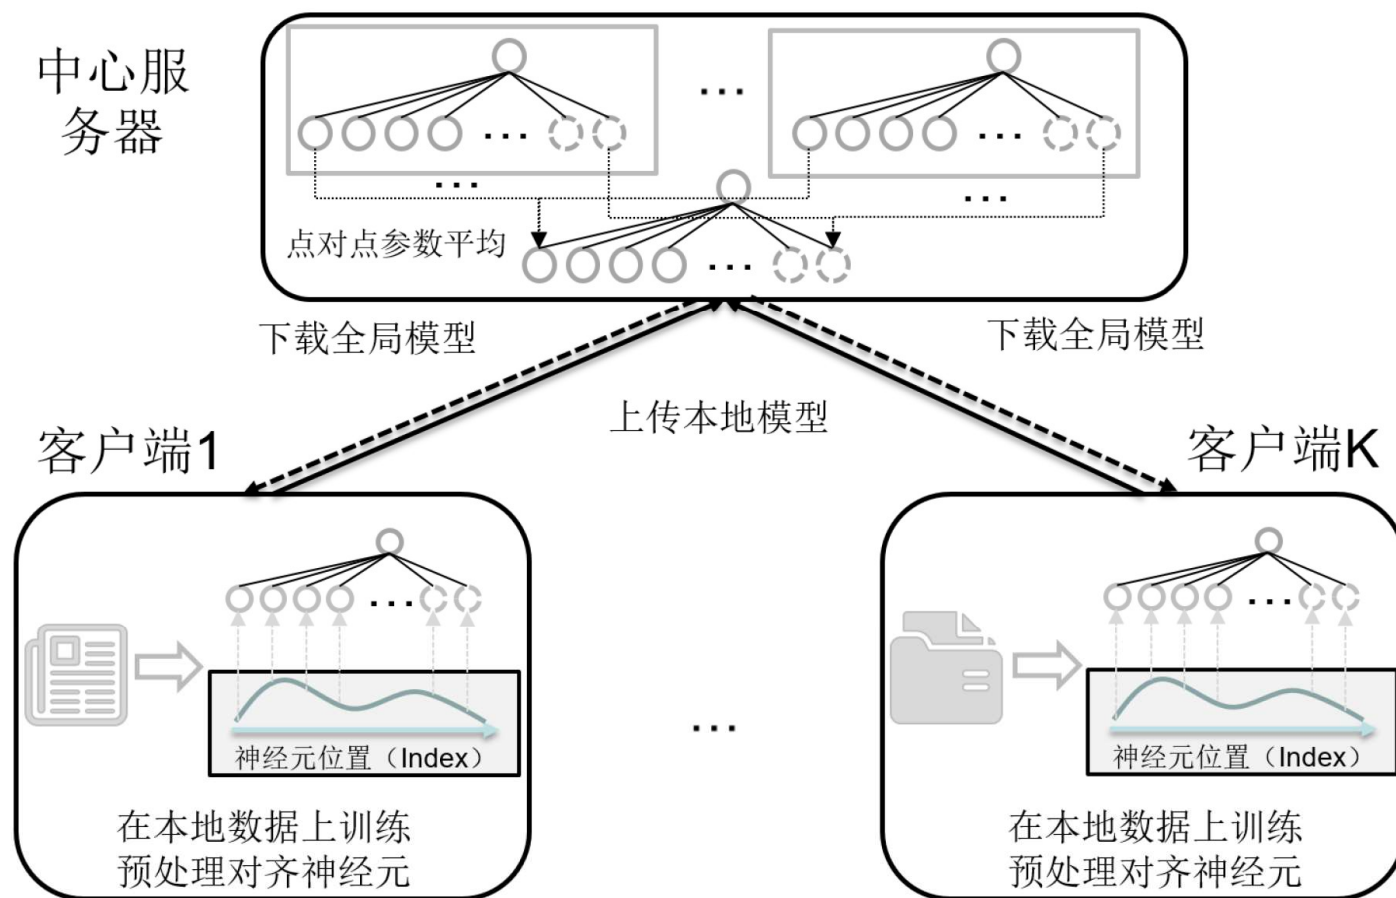 中心服
务器
...
...
...
...
...
点对点参数平均
...
下载全局模型
下载全局模型
上传本地模型
客户端1
客户端K
...
...
...
神经元位置（Index）
神经元位置（Index）
在本地数据上训练
预处理对齐神经元
在本地数据上训练
预处理对齐神经元